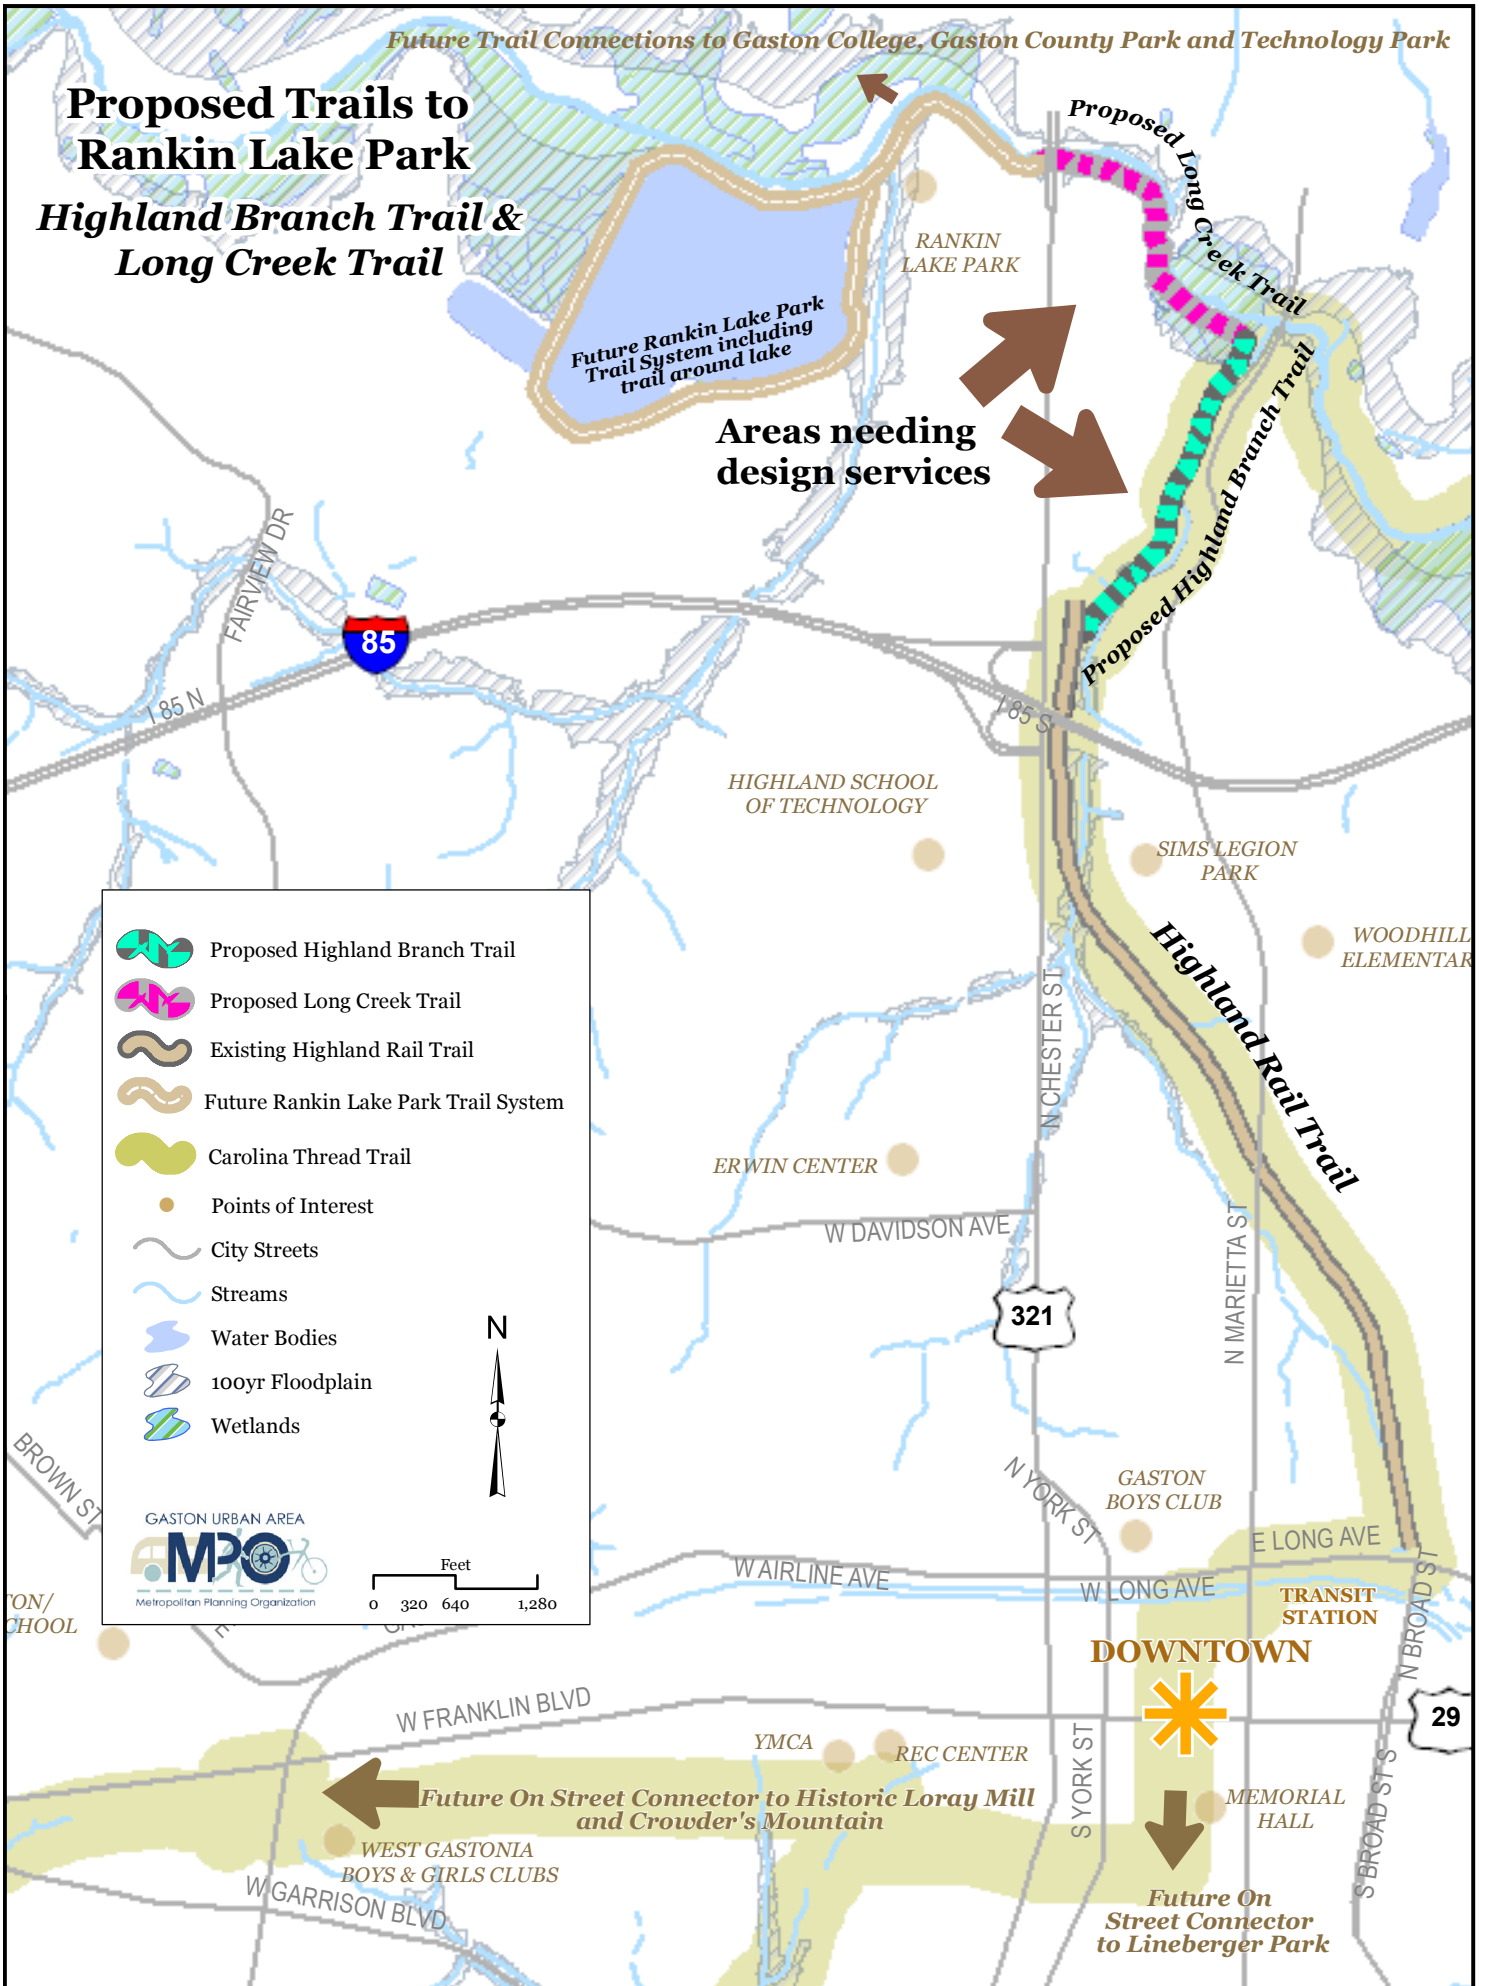 Future Trail Connections to Gaston College, Gaston County Park and Technology Park
Proposed Trails to
Rankin Lake Park
Highland Branch Trail &
Long Creek Trail
Proposed Long Creek Trail
RANKIN
LAKE PARK
Future Rankin Lake Park
Trail System including
trail around lake
Areas needing
design services
Proposed Highland Branch Trail
FAIRVIEW DR
85
I 85 N
I 85 S
HIGHLAND SCHOOL
OF TECHNOLOGY
SIMS LEGION
PARK
WOODHILL
ELEMENTAR
Highland Rail Trail
N CHESTER ST
Proposed Highland Branch Trail
Proposed Long Creek Trail
Existing Highland Rail Trail
Future Rankin Lake Park Trail System
Carolina Thread Trail
Points of Interest
City Streets
Streams
Water Bodies
100yr Floodplain
Wetlands
N
GASTON URBAN AREA
MPO
Metropolitan Planning Organization
Feet
0 320 640 1,280
ERWIN CENTER
W DAVIDSON AVE
321
N MARIETTA ST
BROWN ST
N YORK ST
GASTON
BOYS CLUB
E LONG AVE
W AIRLINE AVE
W LONG AVE
TRANSIT
STATION
N BROAD ST
TON/
CHOOL
DOWNTOWN
29
W FRANKLIN BLVD
YMCA
REC CENTER
S YORK ST
Future On Street Connector to Historic Loray Mill
and Crowder's Mountain
MEMORIAL
HALL
S BROAD ST S
WEST GASTONIA
BOYS & GIRLS CLUBS
W GARRISON BLVD
Future On
Street Connector
to Lineberger Park